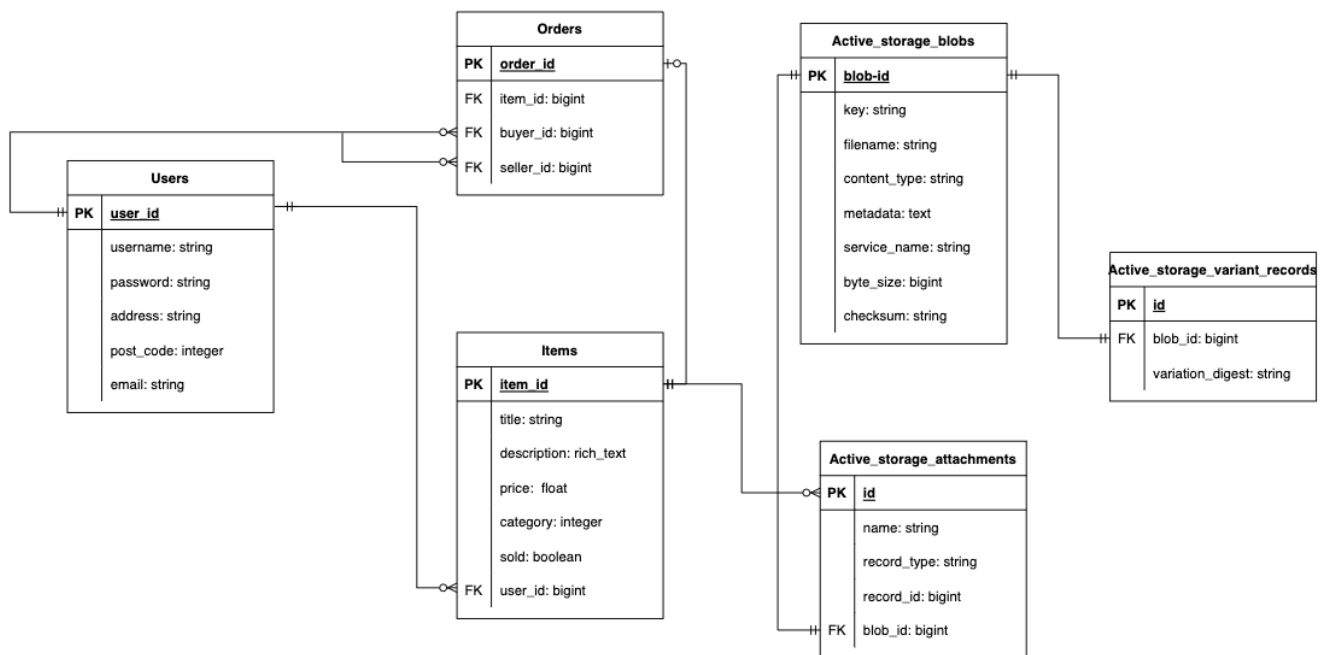 Orders
PK order_id
FK item_id: bigint
FK buyer_id: bigint
FK seller_id: bigint
Users
PK user_id
username: string
password: string
address: string
post_code: integer
email: string
Items
PK item_id
title: string
description: rich_text
price: float
category: integer
sold: boolean
FK user_id: bigint
Active_storage_blobs
PK blob-id
key: string
filename: string
content_type: string
metadata: text
service_name: string
byte_size: bigint
checksum: string
Active_storage_variant_records
PK id
FK blob_id: bigint
variation_digest: string
Active_storage_attachments
PK id
name: string
record_type: string
record_id: bigint
FK blob_id: bigint